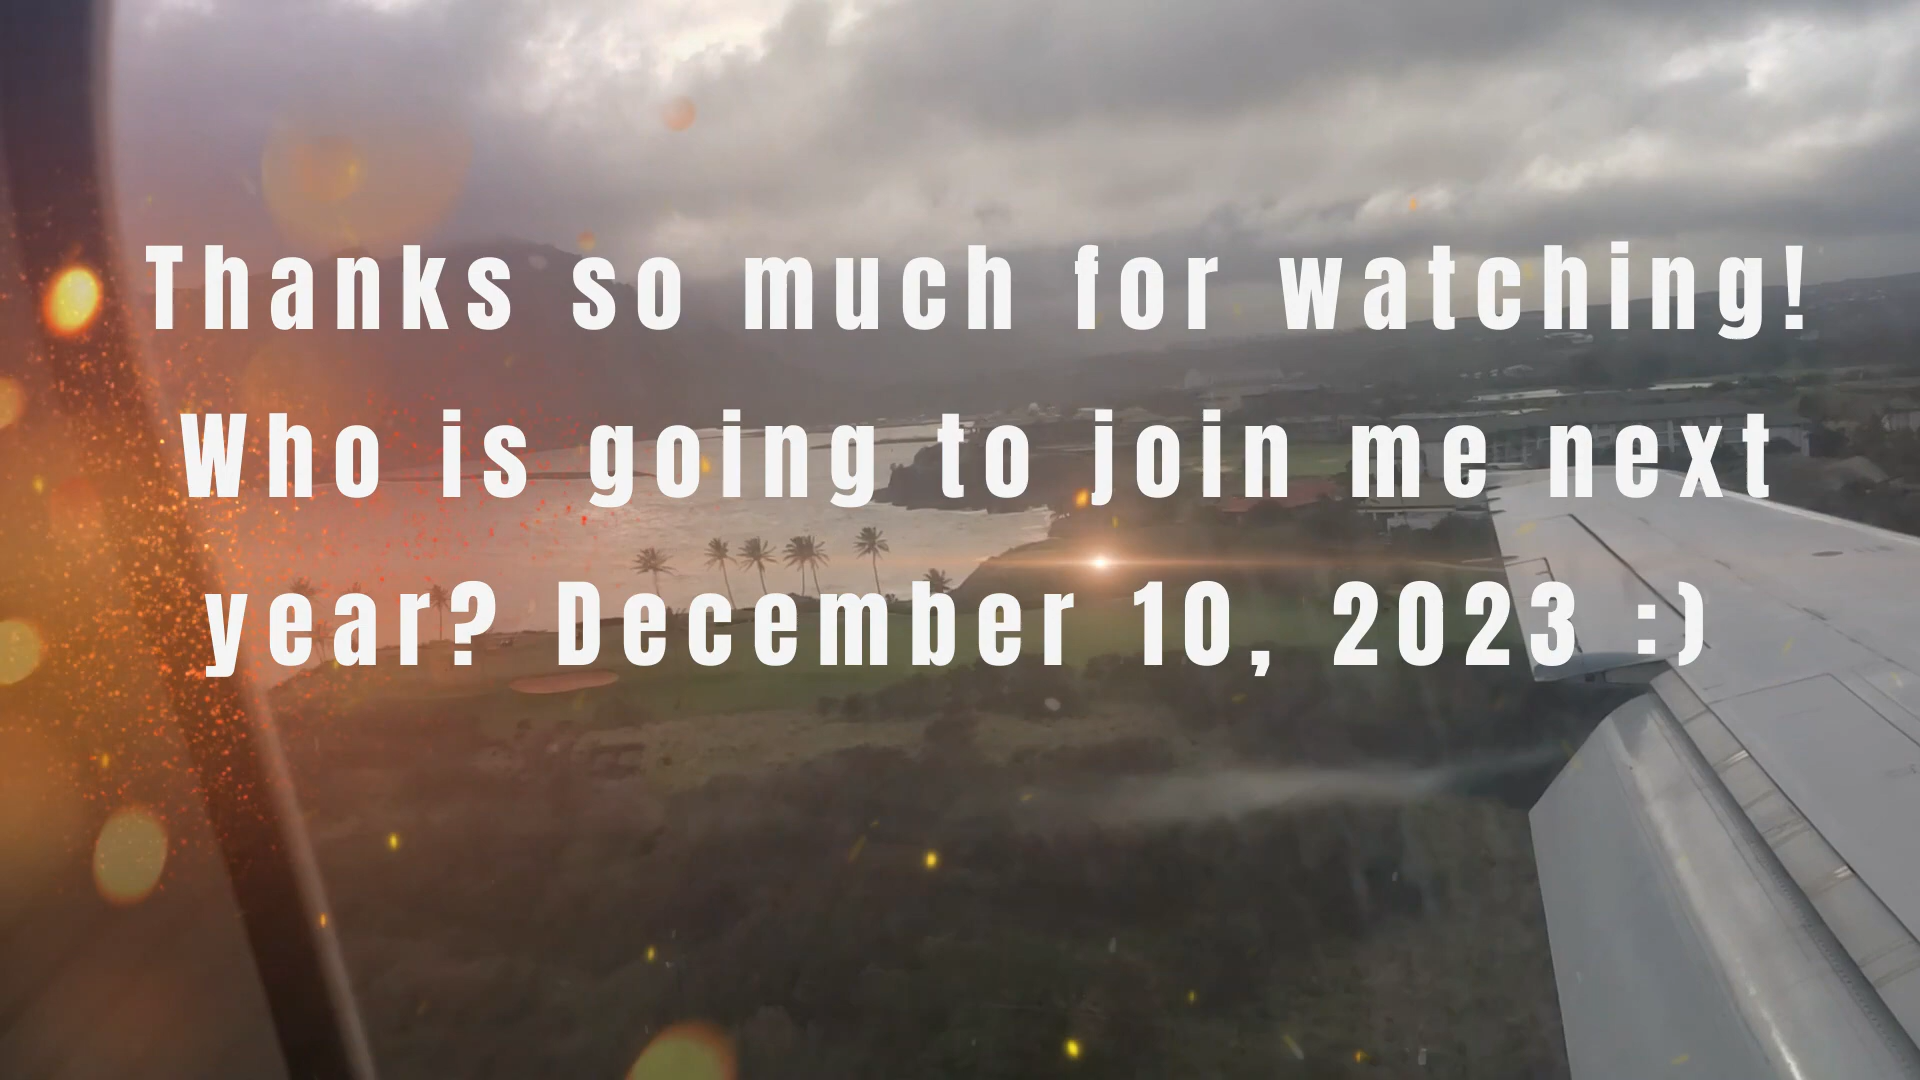 Thanks so much for watching!
Who is going to join me next
year? December 10, 2023 :)